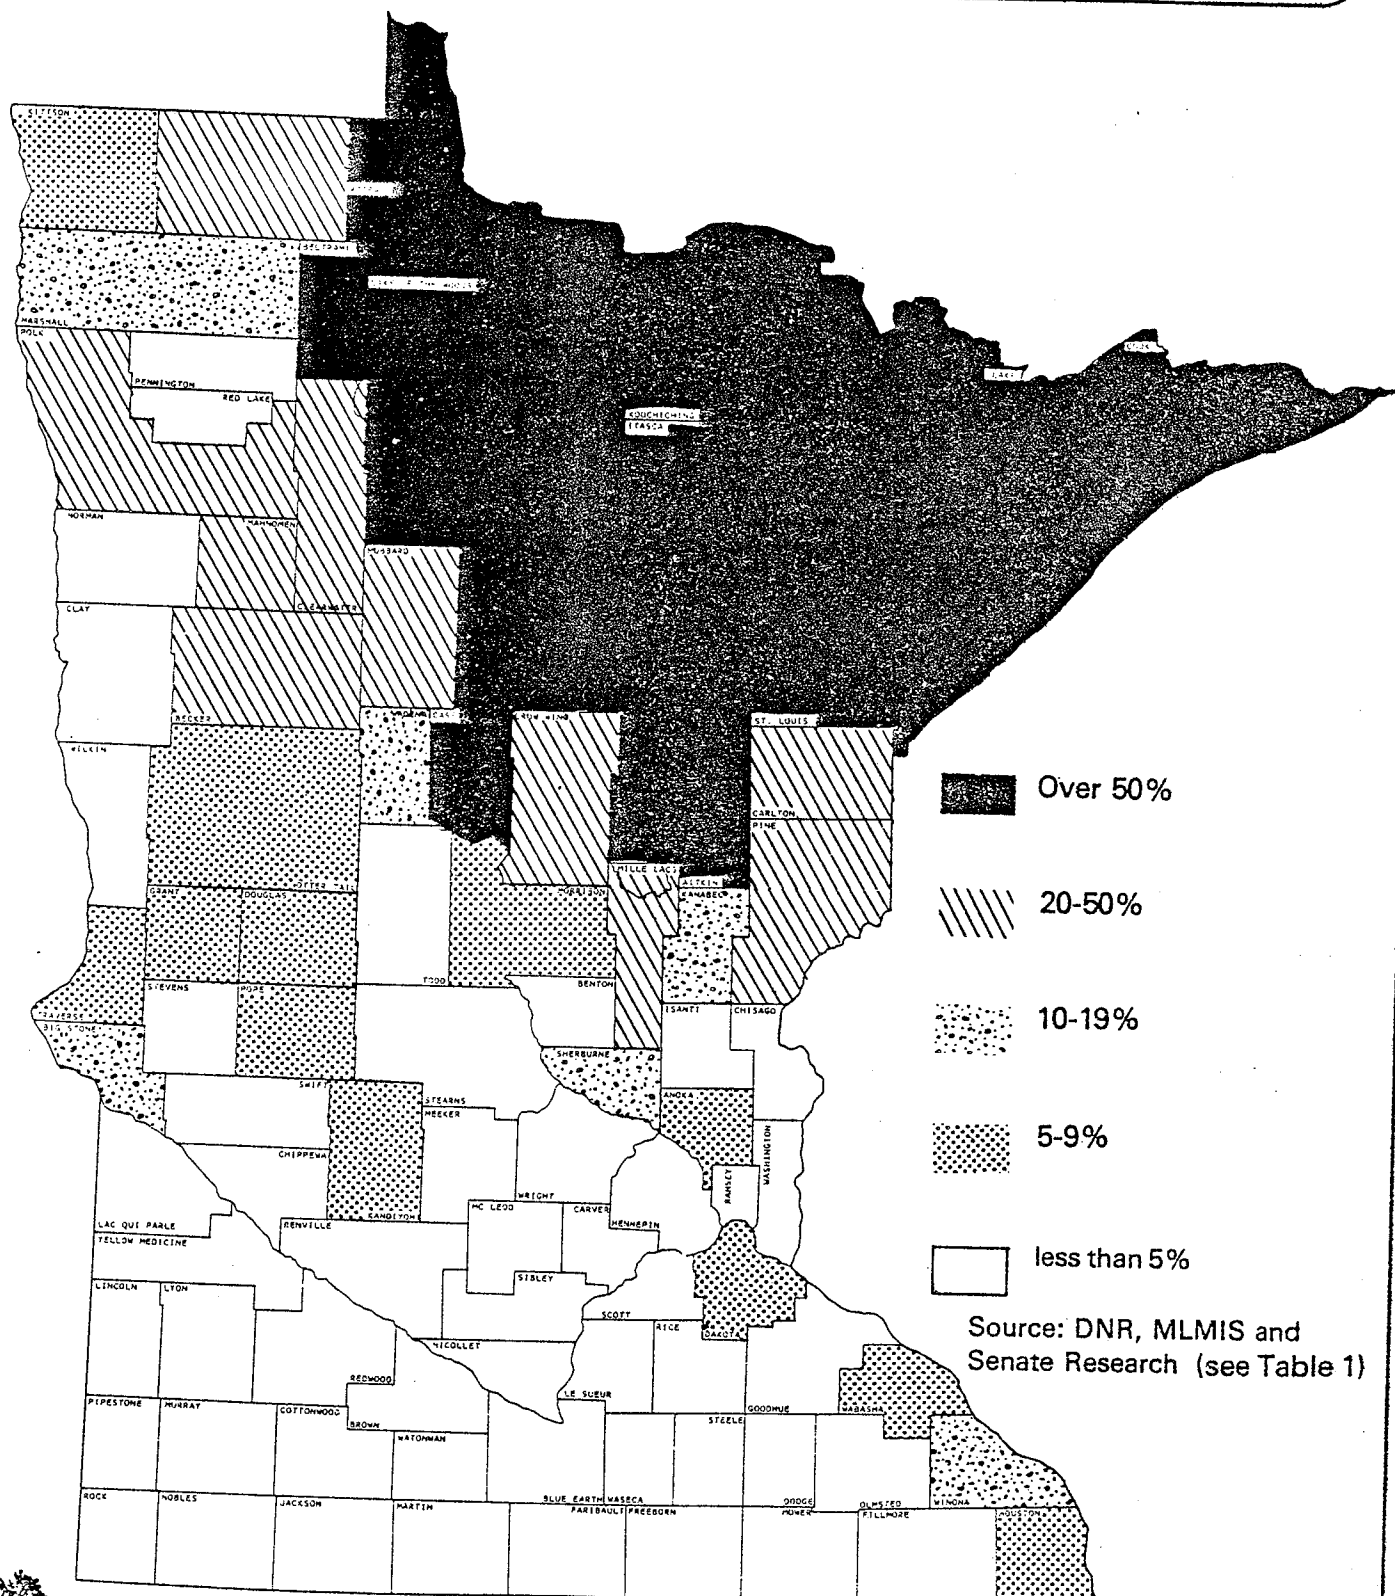 KITTSON
ROSEAU
BELTRAMI
LAKE OF THE WOODS
MARSHALL
POLK
PENNINGTON
RED LAKE
COOK
LAKE
KOOCHICHING
ITASCA
NORMAN
MAHNOMEN
HUBBARD
CLAY
CLEARWATER
BECKER
WADENA
CASS
CROW WING
ST. LOUIS
WILKIN
CARLTON
PINE
OTTER TAIL
MILLE LACS
AITKIN
KANABEC
GRANT
DOUGLAS
MORRISON
TODD
BENTON
STEVENS
POPE
TRAVERSE
BIG STONE
ISANTI
CHISAGO
SHERBURNE
SWIFT
STEARNS
MEEKER
ANOKA
WASHINGTON
RAMSEY
CHIPPEWA
KANDIYOHI
WRIGHT
MC LEOD
CARVER
HENNEPIN
LAC QUI PARLE
YELLOW MEDICINE
RENVILLE
LINCOLN
LYON
SIBLEY
SCOTT
RICE
DAKOTA
NICOLLET
REDWOOD
LE SUEUR
PIPESTONE
MURRAY
COTTONWOOD
BROWN
WATONWAN
STEELE
GOODHUE
WABASHA
ROCK
NOBLES
JACKSON
MARTIN
BLUE EARTH
WASECA
FARIBAULT
FREEBORN
DODGE
MOWER
OLMSTED
FILLMORE
WINONA
HOUSTON
Over 50%
20-50%
10-19%
5-9%
less than 5%
Source: DNR, MLMIS and
Senate Research (see Table 1)